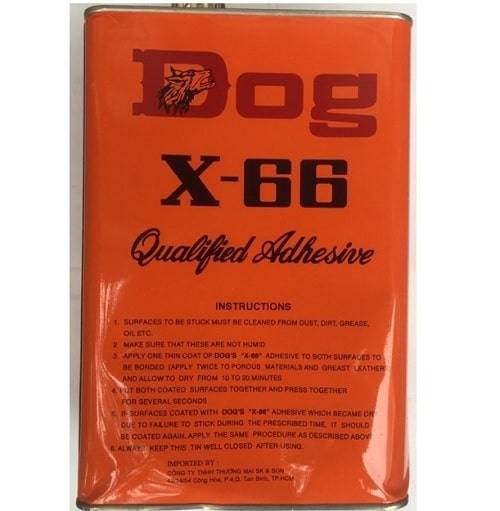 Dog
X-66
Qualified Adhesive
INSTRUCTIONS
1. SURFACES TO BE STUCK MUST BE CLEANED FROM DUST, DIRT, GREASE,
OIL ETC.
2. MAKE SURE THAT THESE ARE NOT HUMID
3. APPLY ONE THIN COAT OF DOG'S "X-66" ADHESIVE TO BOTH SURFACES TO
BE BONDED (APPLY TWICE TO POROUS MATERIALS AND GREAST LEATHER
AND ALLOW TO DRY FROM 10 TO 20 MINUTES
4. PUT BOTH COATED SURFACES TOGETHER AND PRESS TOGETHER
FOR SEVERAL SECONDS
5. IF SURFACES COATED WITH DOG'S "X-66" ADHESIVE WHICH BECAME DRY
DUE TO FAILURE TO STICK DURING THE PRESCRIBED TIME, IT SHOULD
BE COATED AGAIN, APPLY THE SAME PROCEDURE AS DESCRIBED ABOVE
6. ALWAYS KEEP THIS TIN WELL CLOSED AFTER USING.
IMPORTED BY :
CÔNG TY TNHH THƯƠNG MẠI SK & SON
Cộng Hòa, P.4,Q. Tân Bình, TP.HCM